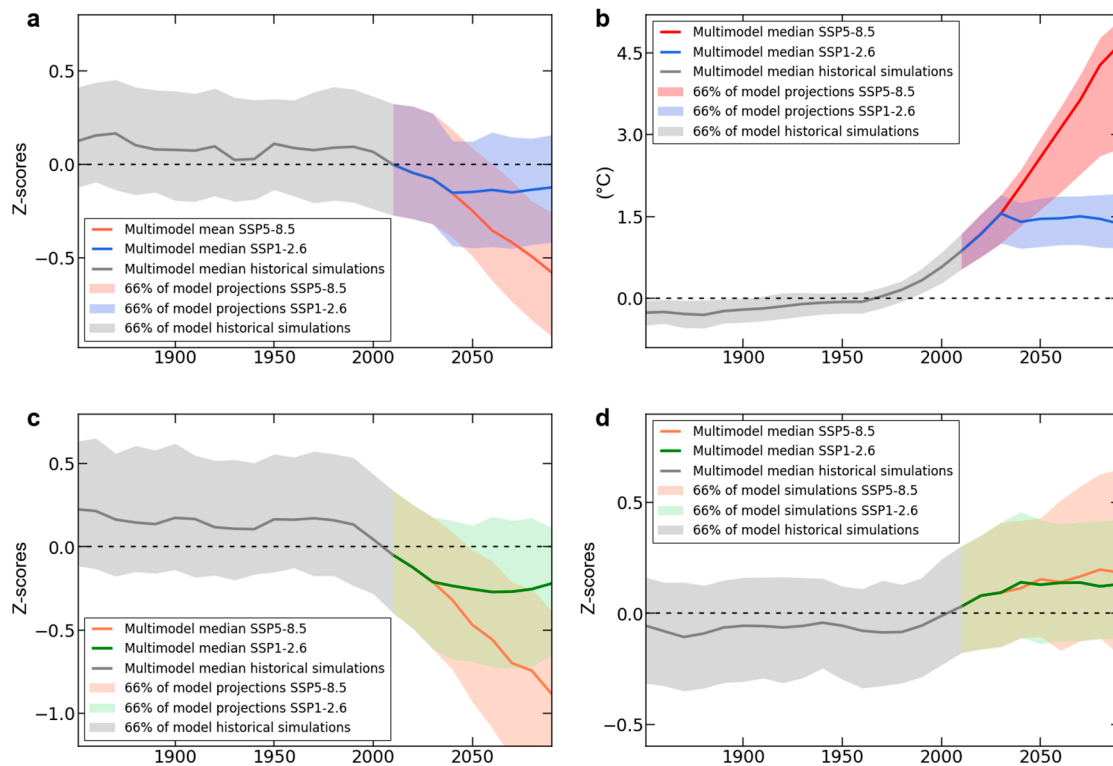 a
0.5
0.0
−0.5
Z-scores
Multimodel mean SSP5-8.5
Multimodel median SSP1-2.6
Multimodel median historical simulations
66% of model projections SSP5-8.5
66% of model projections SSP1-2.6
66% of model historical simulations
1900
1950
2000
2050
b
4.5
3.0
1.5
0.0
(°C)
Multimodel median SSP5-8.5
Multimodel median SSP1-2.6
Multimodel median historical simulations
66% of model projections SSP5-8.5
66% of model projections SSP1-2.6
66% of model historical simulations
1900
1950
2000
2050
c
0.5
0.0
−0.5
−1.0
Z-scores
Multimodel median SSP5-8.5
Multimodel median SSP1-2.6
Multimodel median historical simulations
66% of model projections SSP5-8.5
66% of model projections SSP1-2.6
66% of model historical simulations
1900
1950
2000
2050
d
0.5
0.0
−0.5
Z-scores
Multimodel median SSP5-8.5
Multimodel median SSP1-2.6
Multimodel median historical simulations
66% of model simulations SSP5-8.5
66% of model simulations SSP1-2.6
66% of model historical simulations
1900
1950
2000
2050